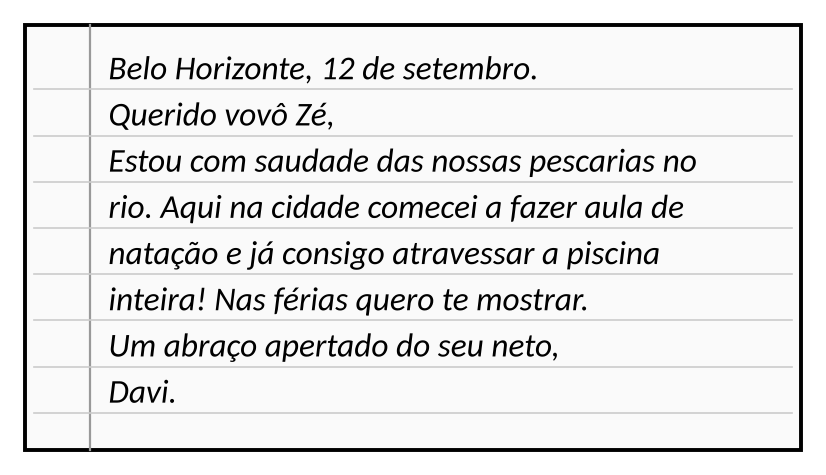 Belo Horizonte, 12 de setembro.
Querido vovô Zé,
Estou com saudade das nossas pescarias no
rio. Aqui na cidade comecei a fazer aula de
natação e já consigo atravessar a piscina
inteira! Nas férias quero te mostrar.
Um abraço apertado do seu neto,
Davi.